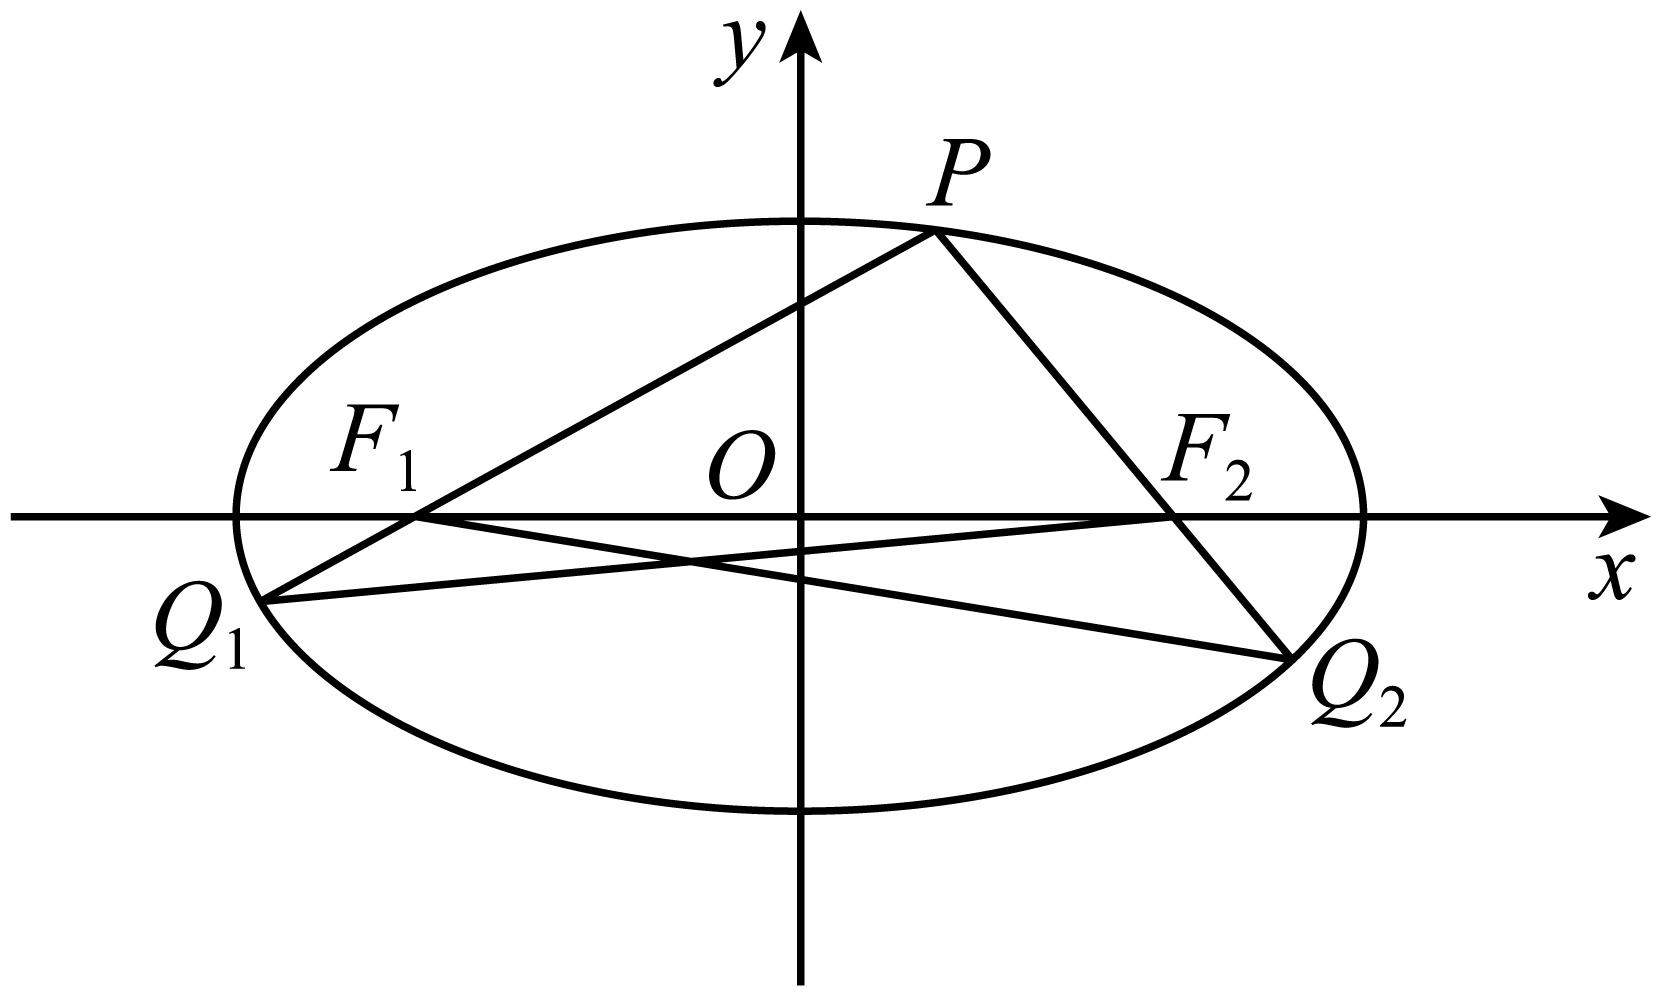 y
P
F₁
O
F₂
x
Q₁
Q₂